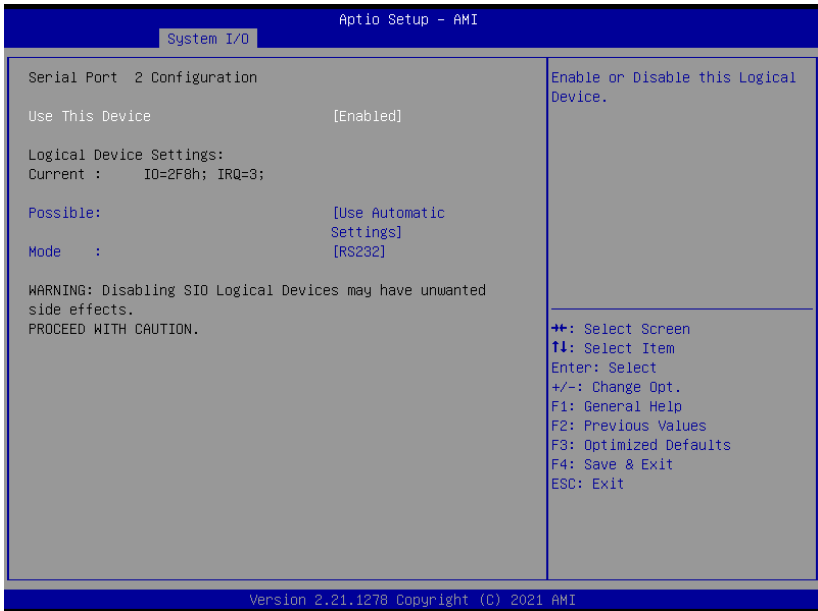 Aptio Setup – AMI
System I/O
Serial Port  2 Configuration
Use This Device [Enabled]
Logical Device Settings:
Current :     IO=2F8h; IRQ=3;
Possible: [Use Automatic
Settings]
Mode    : [RS232]
WARNING: Disabling SIO Logical Devices may have unwanted
side effects.
PROCEED WITH CAUTION.
Enable or Disable this Logical
Device.
→←: Select Screen
↑↓: Select Item
Enter: Select
+/-: Change Opt.
F1: General Help
F2: Previous Values
F3: Optimized Defaults
F4: Save & Exit
ESC: Exit
Version 2.21.1278 Copyright (C) 2021 AMI